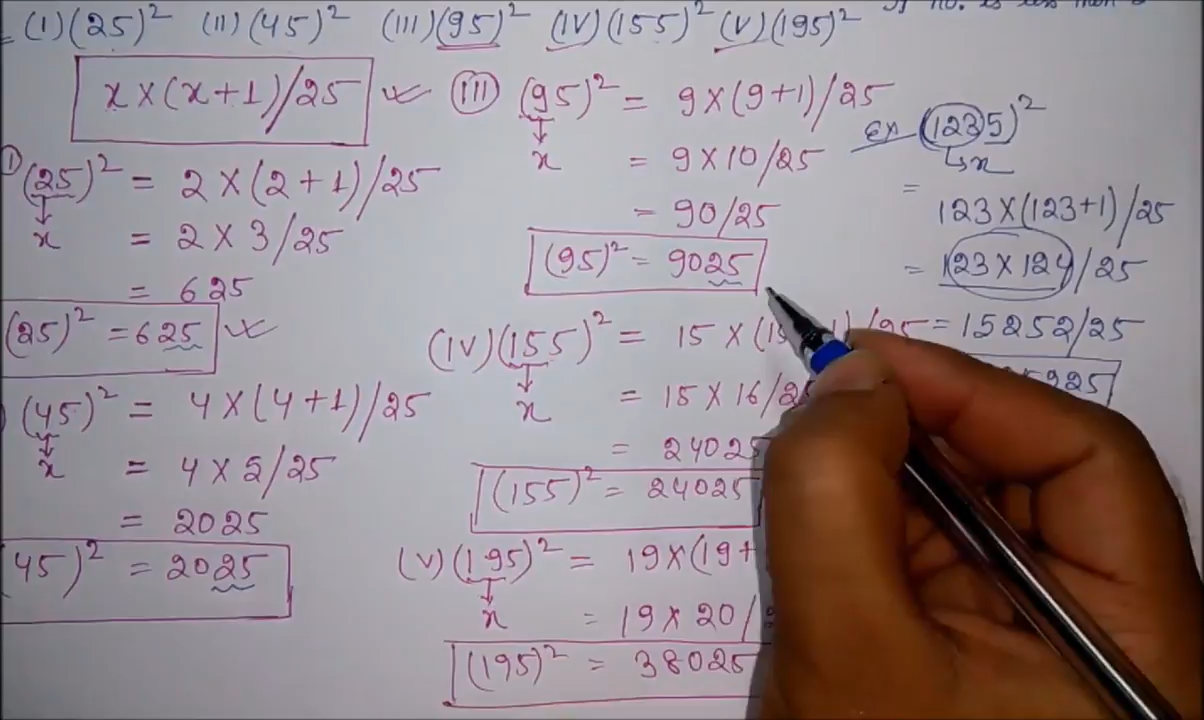 (I)(25)² (II)(45)² (III)(95)² (IV)(155)² (V)(195)²
x×(x+1)/25
(25)² = 2×(2+1)/25
x = 2×3/25
= 625
(25)² = 625
(45)² = 4×(4+1)/25
x = 4×5/25
= 2025
45)² = 2025
(III) (95)² = 9×(9+1)/25
x = 9×10/25
= 90/25
(95)² = 9025
(IV)(155)² = 15×(15
x = 15×16/25
= 24025
(155)² = 24025
(V)(195)² = 19×(19+
x = 19×20/
(195)² = 38025
Ex (1235)²
x
= 123×(123+1)/25
= 123×124/25
= 15252/25
5925